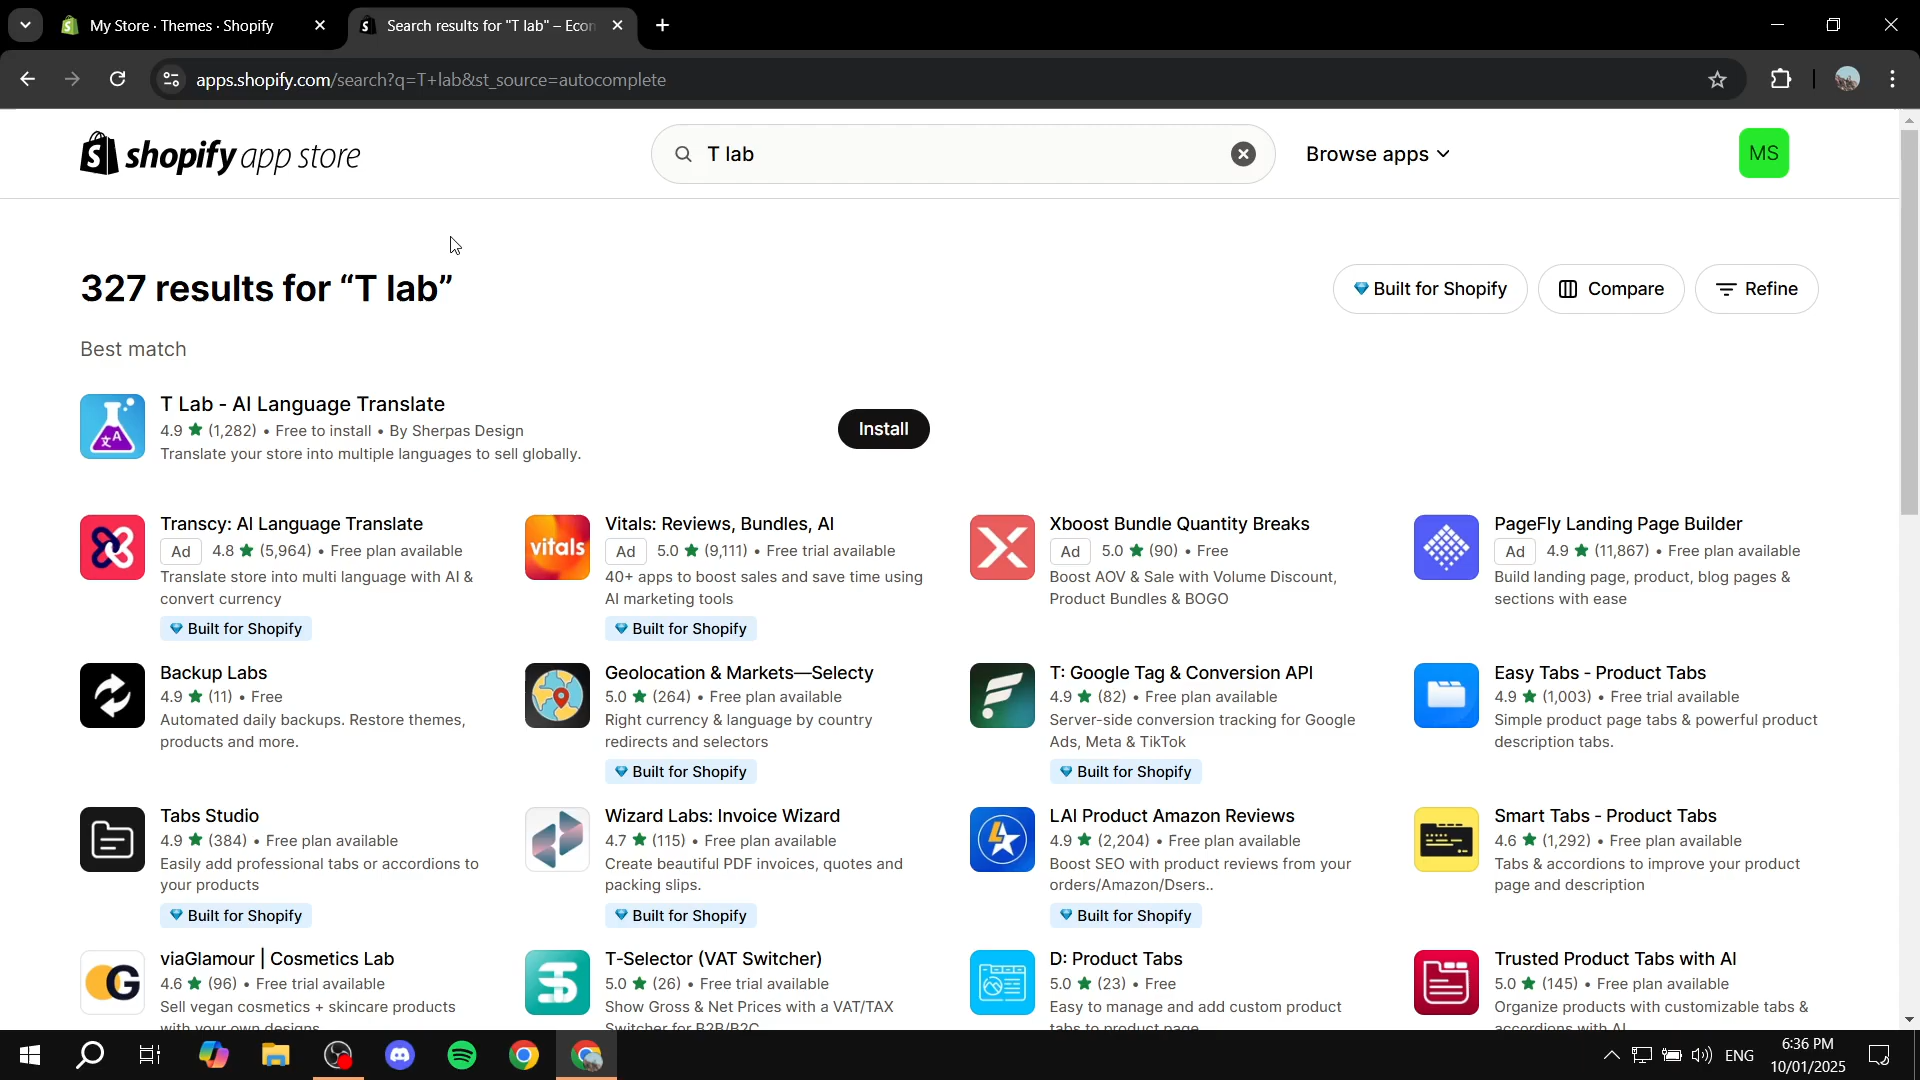 My Store · Themes · Shopify
Search results for "T lab" – Econ
apps.shopify.com/search?q=T+lab&st_source=autocomplete
shopify app store
T lab
Browse apps
MS
327 results for “T lab”
Built for Shopify
Compare
Refine
Best match
T Lab - AI Language Translate
4.9 ★ (1,282) • Free to install • By Sherpas Design
Translate your store into multiple languages to sell globally.
Install
Transcy: AI Language Translate
Ad 4.8 ★ (5,964) • Free plan available
Translate store into multi language with AI &
convert currency
Built for Shopify
vitals
Vitals: Reviews, Bundles, AI
Ad 5.0 ★ (9,111) • Free trial available
40+ apps to boost sales and save time using
AI marketing tools
Built for Shopify
Xboost Bundle Quantity Breaks
Ad 5.0 ★ (90) • Free
Boost AOV & Sale with Volume Discount,
Product Bundles & BOGO
PageFly Landing Page Builder
Ad 4.9 ★ (11,867) • Free plan available
Build landing page, product, blog pages &
sections with ease
Backup Labs
4.9 ★ (11) • Free
Automated daily backups. Restore themes,
products and more.
Geolocation & Markets—Selecty
5.0 ★ (264) • Free plan available
Right currency & language by country
redirects and selectors
Built for Shopify
T: Google Tag & Conversion API
4.9 ★ (82) • Free plan available
Server-side conversion tracking for Google
Ads, Meta & TikTok
Built for Shopify
Easy Tabs - Product Tabs
4.9 ★ (1,003) • Free trial available
Simple product page tabs & powerful product
description tabs.
Tabs Studio
4.9 ★ (384) • Free plan available
Easily add professional tabs or accordions to
your products
Built for Shopify
Wizard Labs: Invoice Wizard
4.7 ★ (115) • Free plan available
Create beautiful PDF invoices, quotes and
packing slips.
Built for Shopify
LAI Product Amazon Reviews
4.9 ★ (2,204) • Free plan available
Boost SEO with product reviews from your
orders/Amazon/Dsers..
Built for Shopify
Smart Tabs - Product Tabs
4.6 ★ (1,292) • Free plan available
Tabs & accordions to improve your product
page and description
viaGlamour | Cosmetics Lab
4.6 ★ (96) • Free trial available
Sell vegan cosmetics + skincare products
with your own designs
T-Selector (VAT Switcher)
5.0 ★ (26) • Free trial available
Show Gross & Net Prices with a VAT/TAX
Switcher for B2B/B2C
D: Product Tabs
5.0 ★ (23) • Free
Easy to manage and add custom product
tabs to product page
Trusted Product Tabs with AI
5.0 ★ (145) • Free plan available
Organize products with customizable tabs &
accordions with AI
ENG
6:36 PM
10/01/2025